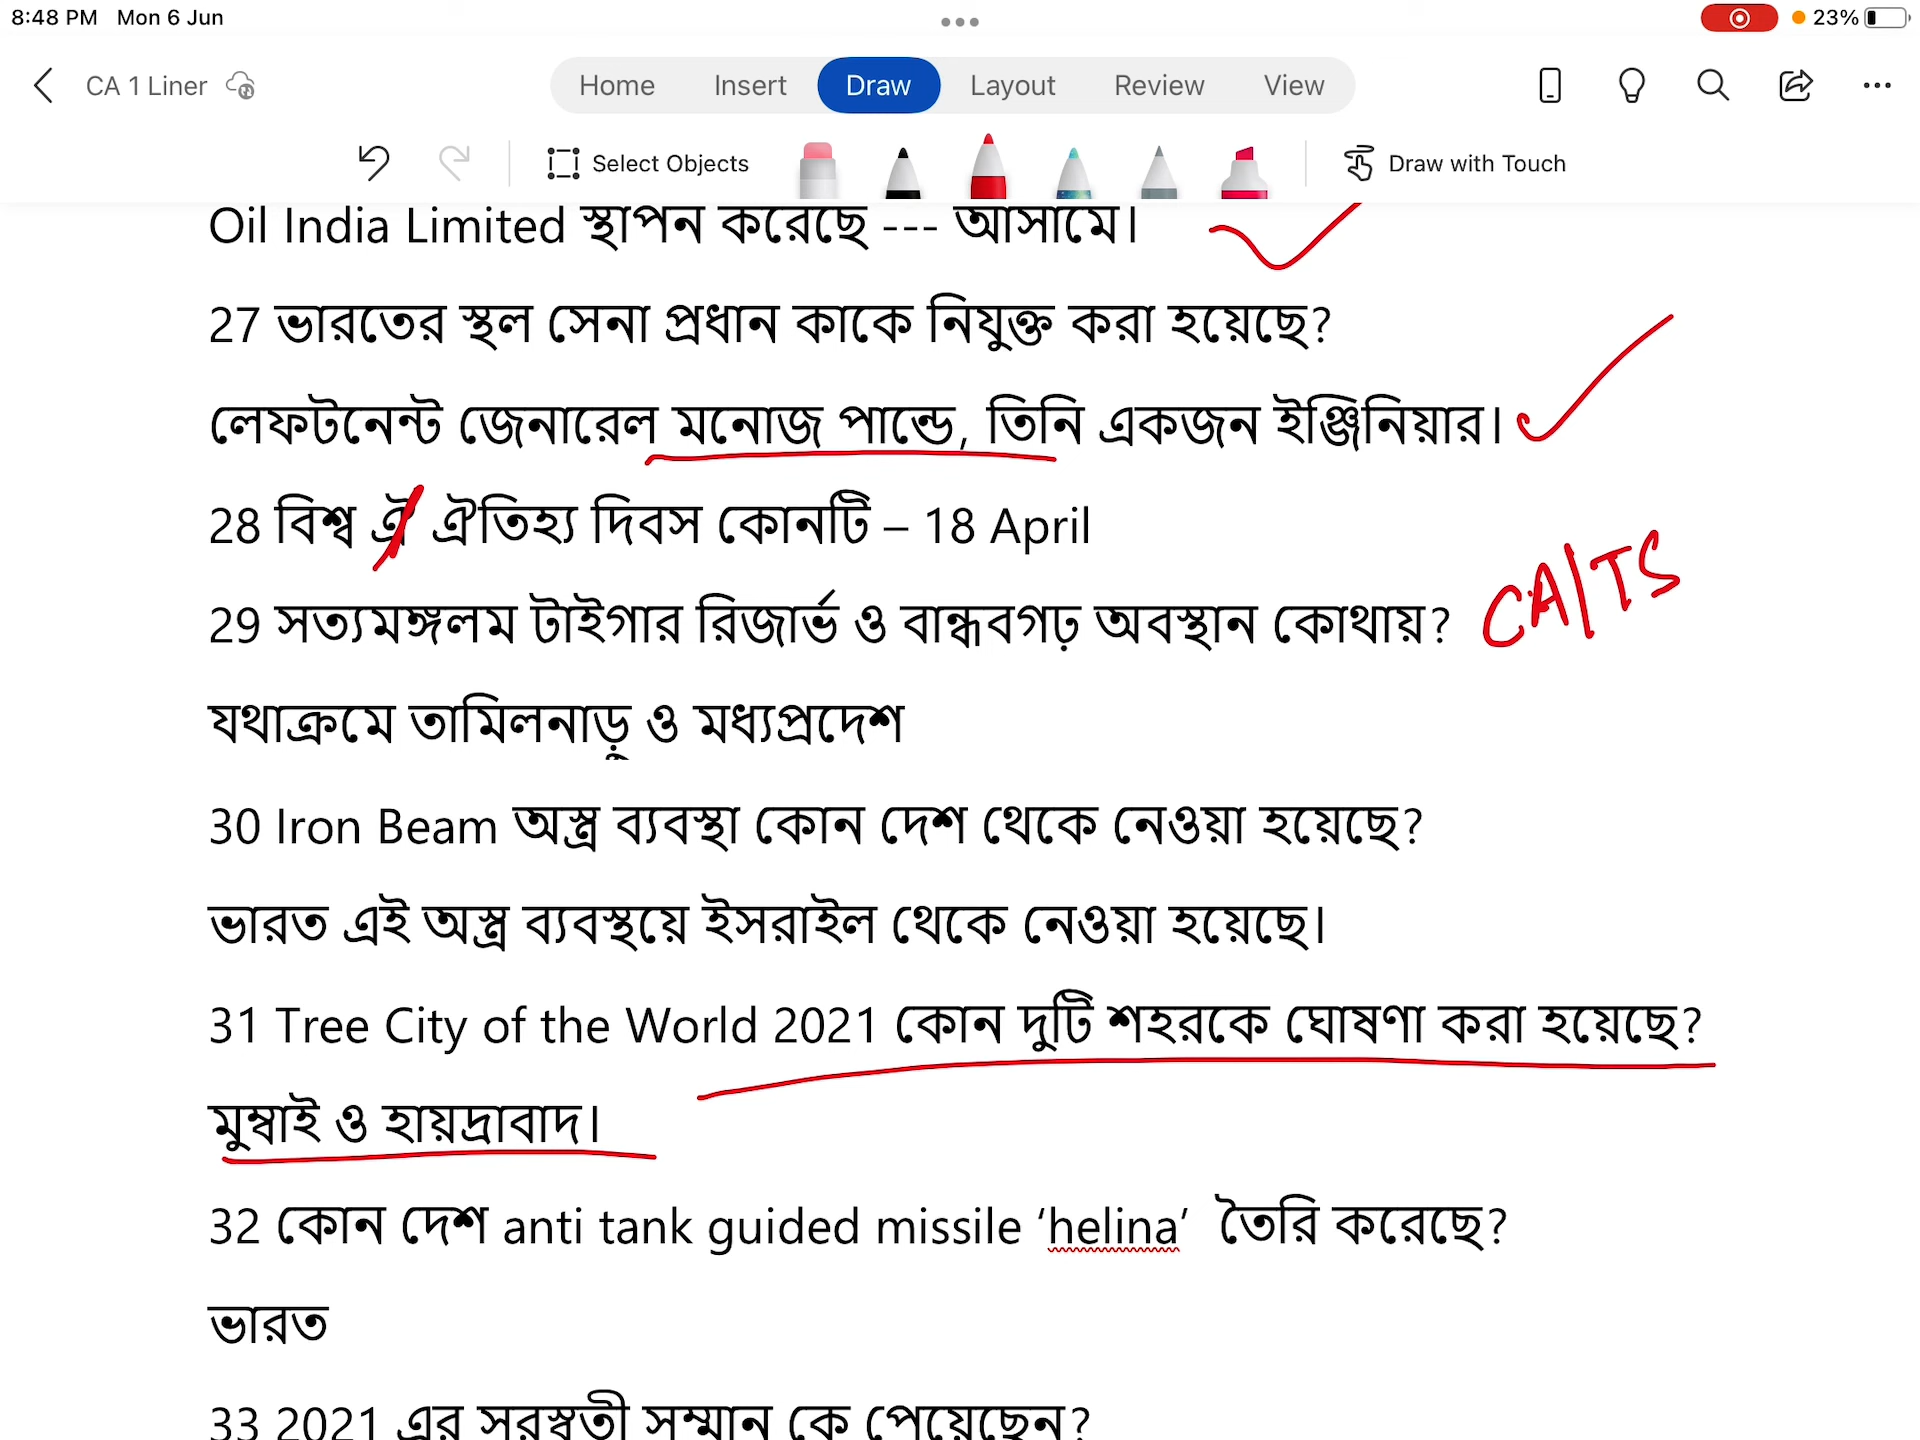 8:48 PM Mon 6 Jun
23%
CA 1 Liner
Home Insert Draw Layout Review View
Select Objects
Draw with Touch
Oil India Limited স্থাপন করেছে --- আসামে।
27 ভারতের স্থল সেনা প্রধান কাকে নিযুক্ত করা হয়েছে?
লেফটনেন্ট জেনারেল মনোজ পান্ডে, তিনি একজন ইঞ্জিনিয়ার।
28 বিশ্ব ঐ ঐতিহ্য দিবস কোনটি – 18 April
CA/TS
29 সত্যমঙ্গলম টাইগার রিজার্ভ ও বান্ধবগঢ় অবস্থান কোথায়?
যথাক্রমে তামিলনাড়ু ও মধ্যপ্রদেশ
30 Iron Beam অস্ত্র ব্যবস্থা কোন দেশ থেকে নেওয়া হয়েছে?
ভারত এই অস্ত্র ব্যবস্থয়ে ইসরাইল থেকে নেওয়া হয়েছে।
31 Tree City of the World 2021 কোন দুটি শহরকে ঘোষণা করা হয়েছে?
মুম্বাই ও হায়দ্রাবাদ।
32 কোন দেশ anti tank guided missile ‘helina’ তৈরি করেছে?
ভারত
33 2021 এর সরস্বতী সম্মান কে পেয়েছেন?